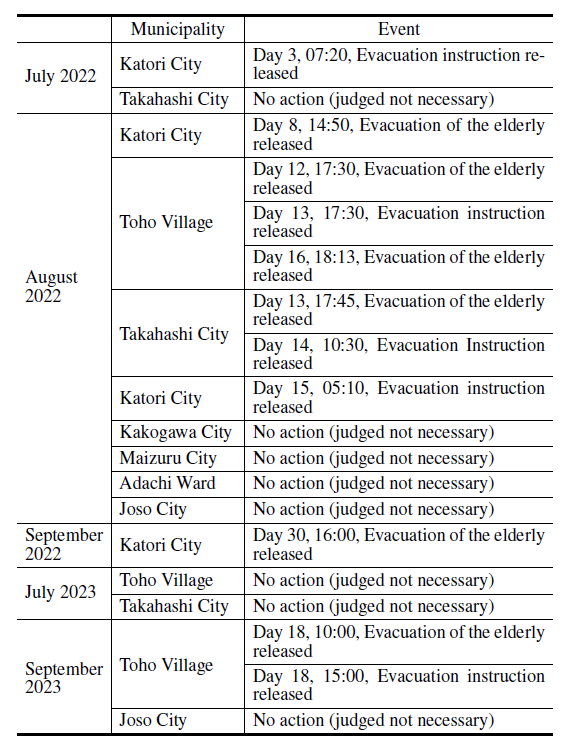 Municipality Event
July 2022
Katori City
Day 3, 07:20, Evacuation instruction re-
leased
Takahashi City
No action (judged not necessary)
August
2022
Katori City
Day 8, 14:50, Evacuation of the elderly
released
Toho Village
Day 12, 17:30, Evacuation of the elderly
released
Day 13, 17:30, Evacuation instruction
released
Day 16, 18:13, Evacuation of the elderly
released
Takahashi City
Day 13, 17:45, Evacuation of the elderly
released
Day 14, 10:30, Evacuation Instruction
released
Katori City
Day 15, 05:10, Evacuation instruction
released
Kakogawa City
No action (judged not necessary)
Maizuru City
No action (judged not necessary)
Adachi Ward
No action (judged not necessary)
Joso City
No action (judged not necessary)
September
2022
Katori City
Day 30, 16:00, Evacuation of the elderly
released
July 2023
Toho Village
No action (judged not necessary)
Takahashi City
No action (judged not necessary)
September
2023
Toho Village
Day 18, 10:00, Evacuation of the elderly
released
Day 18, 15:00, Evacuation instruction
released
Joso City
No action (judged not necessary)